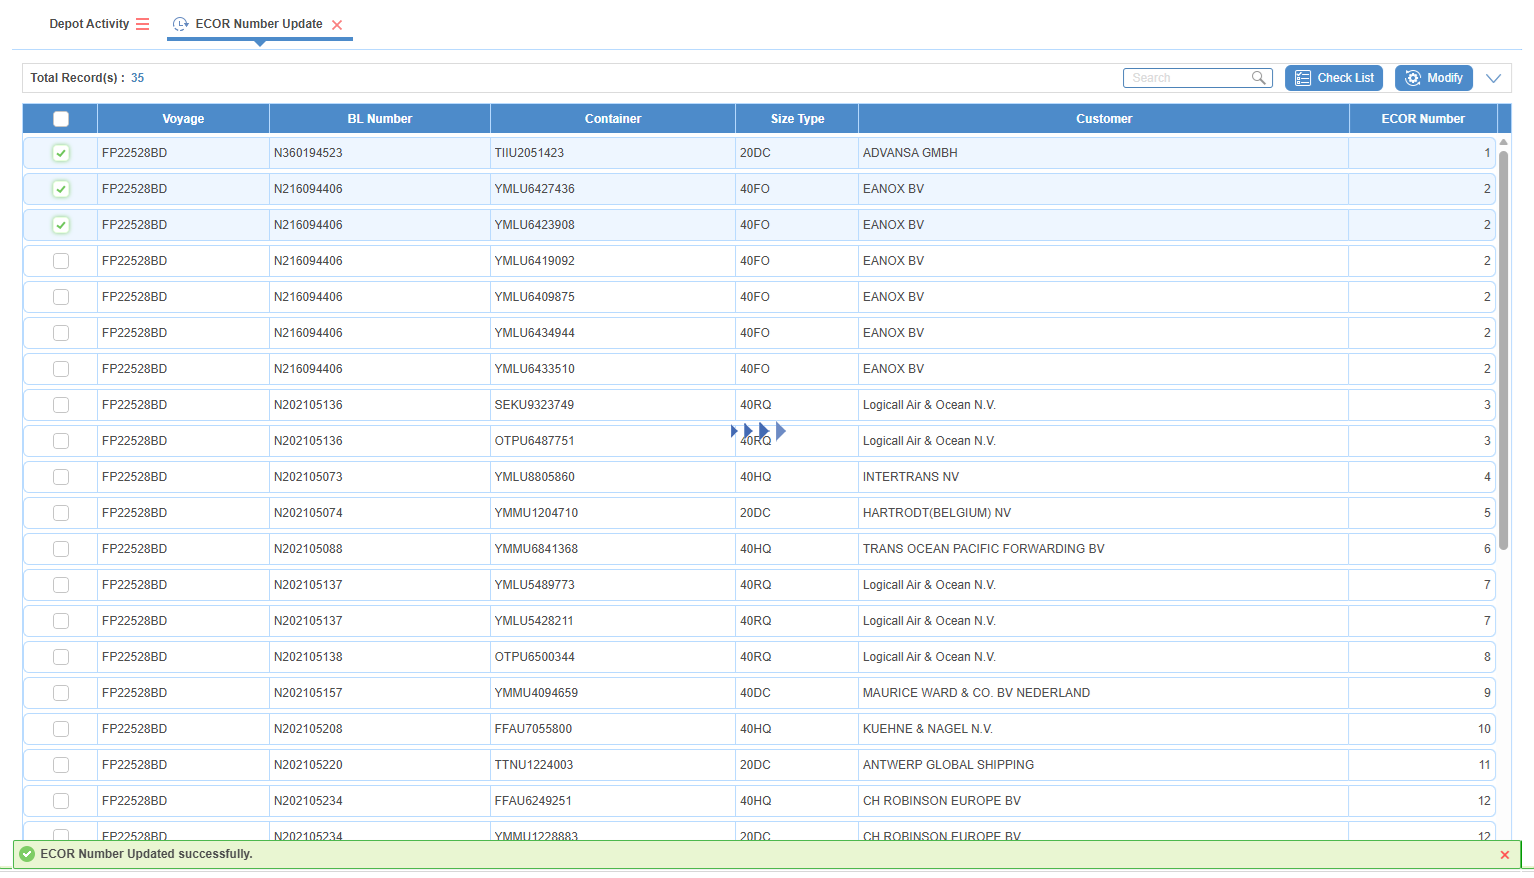 Depot Activity ECOR Number Update
Total Record(s) : 35 Search Check List Modify
Voyage BL Number Container Size Type Customer ECOR Number
FP22528BD N360194523 TIIU2051423 20DC ADVANSA GMBH 1
FP22528BD N216094406 YMLU6427436 40FO EANOX BV 2
FP22528BD N216094406 YMLU6423908 40FO EANOX BV 2
FP22528BD N216094406 YMLU6419092 40FO EANOX BV 2
FP22528BD N216094406 YMLU6409875 40FO EANOX BV 2
FP22528BD N216094406 YMLU6434944 40FO EANOX BV 2
FP22528BD N216094406 YMLU6433510 40FO EANOX BV 2
FP22528BD N202105136 SEKU9323749 40RQ Logicall Air & Ocean N.V. 3
FP22528BD N202105136 OTPU6487751 40RQ Logicall Air & Ocean N.V. 3
FP22528BD N202105073 YMLU8805860 40HQ INTERTRANS NV 4
FP22528BD N202105074 YMMU1204710 20DC HARTRODT(BELGIUM) NV 5
FP22528BD N202105088 YMMU6841368 40HQ TRANS OCEAN PACIFIC FORWARDING BV 6
FP22528BD N202105137 YMLU5489773 40RQ Logicall Air & Ocean N.V. 7
FP22528BD N202105137 YMLU5428211 40RQ Logicall Air & Ocean N.V. 7
FP22528BD N202105138 OTPU6500344 40RQ Logicall Air & Ocean N.V. 8
FP22528BD N202105157 YMMU4094659 40DC MAURICE WARD & CO. BV NEDERLAND 9
FP22528BD N202105208 FFAU7055800 40HQ KUEHNE & NAGEL N.V. 10
FP22528BD N202105220 TTNU1224003 20DC ANTWERP GLOBAL SHIPPING 11
FP22528BD N202105234 FFAU6249251 40HQ CH ROBINSON EUROPE BV 12
FP22528BD N202105234 YMMU1228883 20DC CH ROBINSON EUROPE BV 12
ECOR Number Updated successfully.